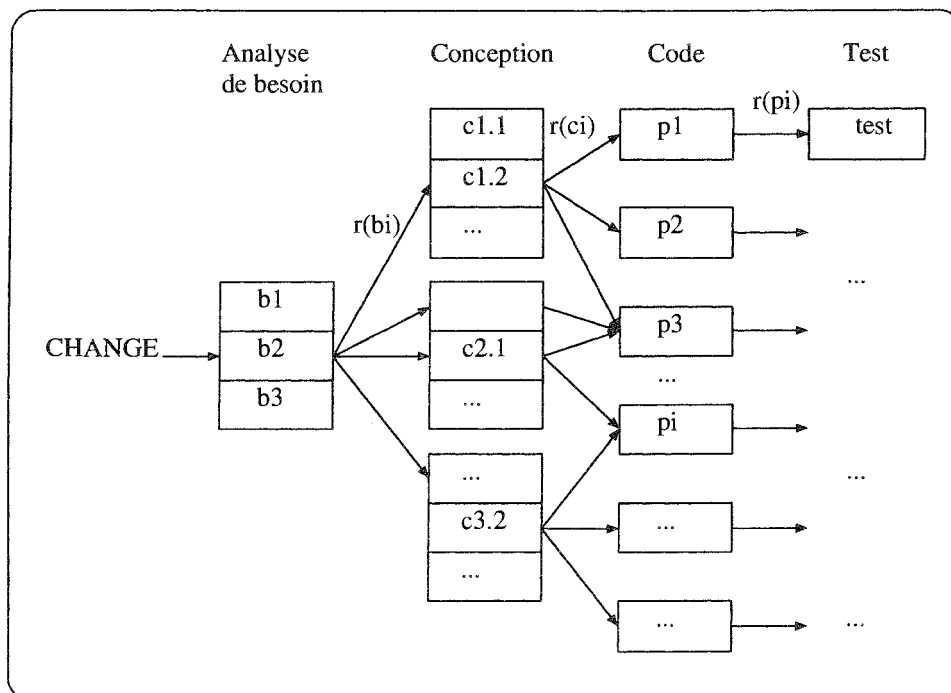 Analyse
de besoin
Conception
Code
Test
c1.1
c1.2
...
r(bi)
r(ci)
p1
r(pi)
test
p2
...
b1
b2
b3
CHANGE
c2.1
...
p3
...
pi
...
c3.2
...
...
...
...
...